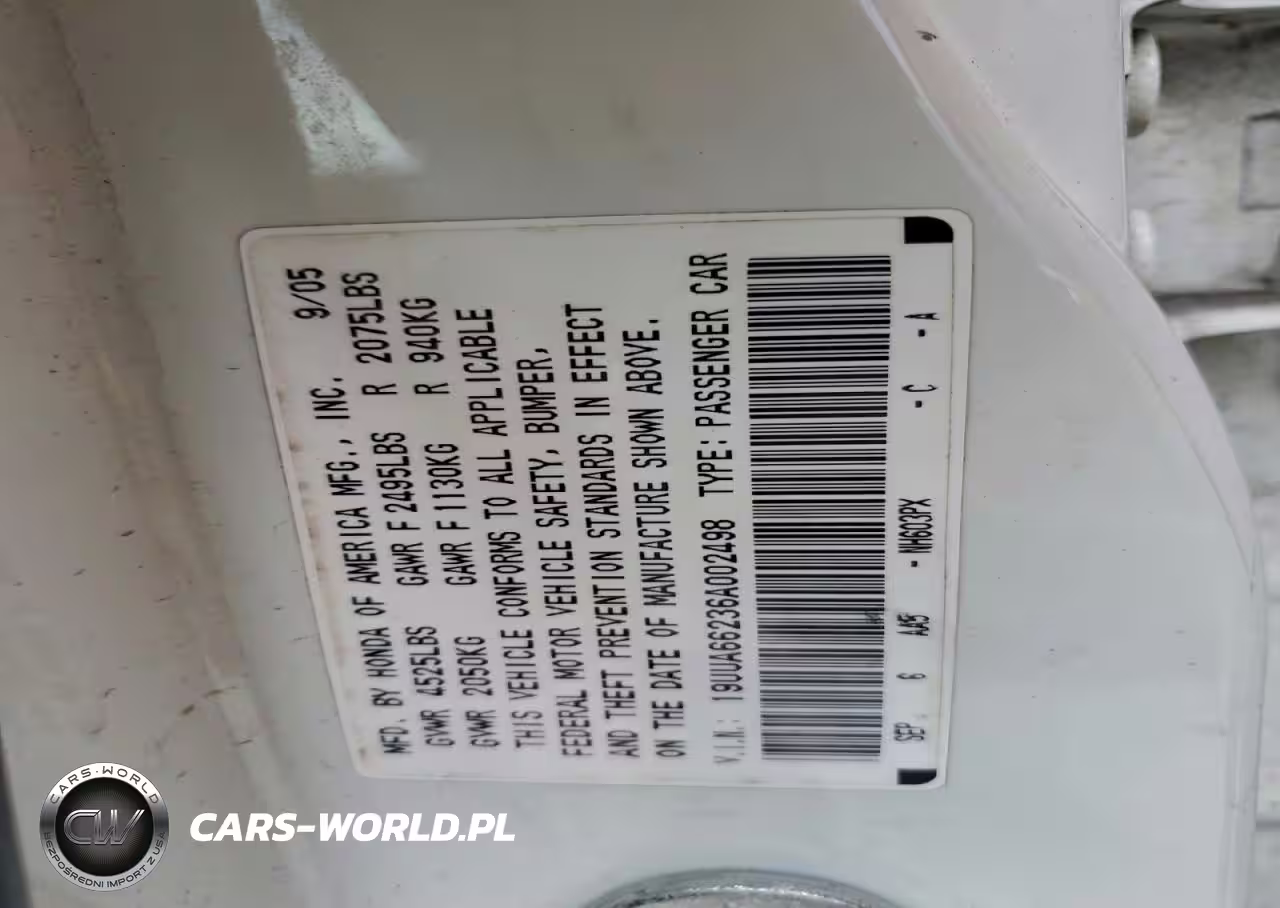 MFD. BY HONDA OF AMERICA MFG., INC. 9/05
GVWR 4525LBS GAWR F 2495LBS R 2075LBS
GVWR 2050KG GAWR F 1130KG R 940KG
THIS VEHICLE CONFORMS TO ALL APPLICABLE
FEDERAL MOTOR VEHICLE SAFETY, BUMPER,
AND THEFT PREVENTION STANDARDS IN EFFECT
ON THE DATE OF MANUFACTURE SHOWN ABOVE.
V.I.N.: 19UUA66236A002498 TYPE: PASSENGER CAR
SEP 6 AA5 - NH603PX - C - A
CARS-WORLD
CW
BEZPOŚREDNI IMPORT Z USA
CARS-WORLD.PL